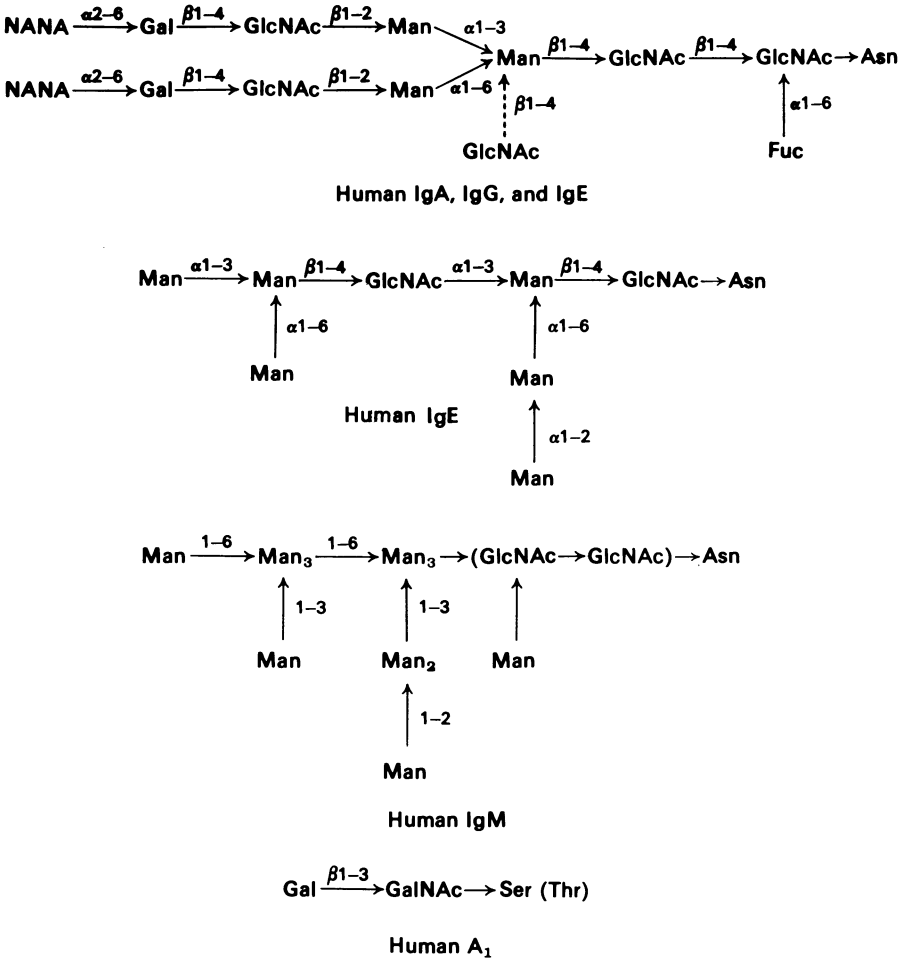 NANA α2–6 Gal β1–4 GlcNAc β1–2 Man α1–3
Man β1–4 GlcNAc β1–4 GlcNAc Asn
NANA α2–6 Gal β1–4 GlcNAc β1–2 Man α1–6
β1–4 α1–6
GlcNAc Fuc
Human IgA, IgG, and IgE
Man α1–3 Man β1–4 GlcNAc α1–3 Man β1–4 GlcNAc Asn
α1–6 α1–6
Man Man
Human IgE
α1–2
Man
Man 1–6 Man₃ 1–6 Man₃ (GlcNAc GlcNAc) Asn
1–3 1–3
Man Man₂ Man
1–2
Man
Human IgM
Gal β1–3 GalNAc Ser (Thr)
Human A₁